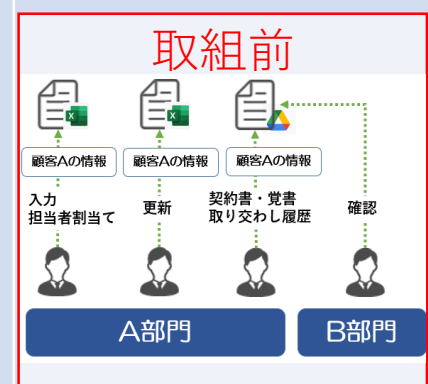 取組前
顧客Aの情報
顧客Aの情報
顧客Aの情報
入力
担当者割当て
更新
契約書・覚書
取り交わし履歴
確認
A部門
B部門